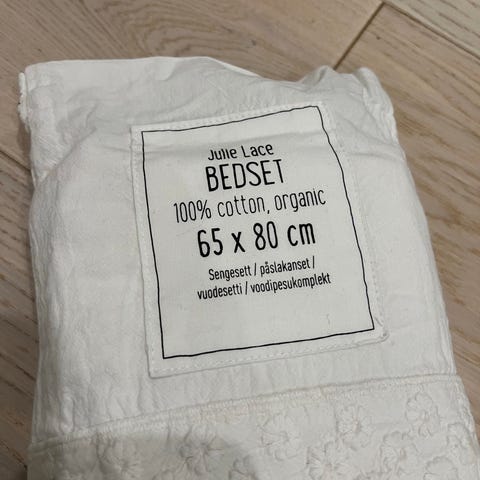 Julie Lace
BEDSET
100% cotton, organic
65 x 80 cm
Sengesett / påslakanset /
vuodesetti / voodipesukomplekt